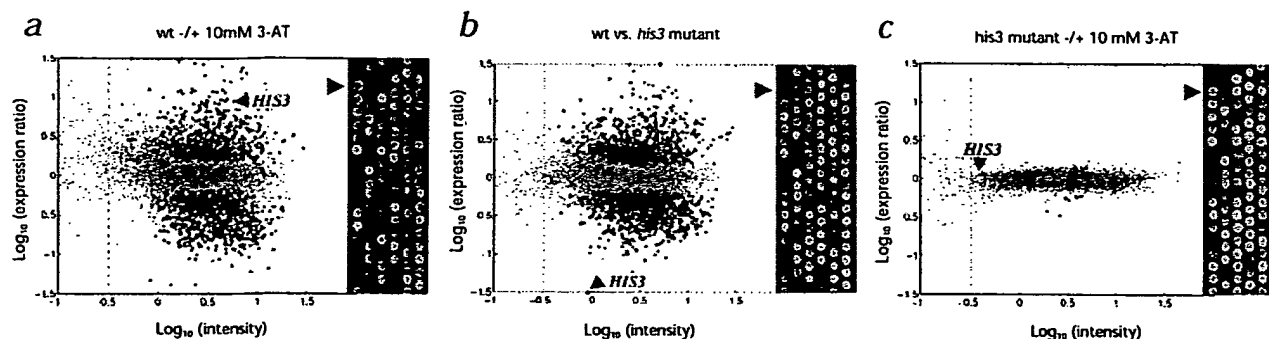 a
wt -/+ 10mM 3-AT
1.5
1
0.5
0
0.5
-1
-1.5
-1
-0.5
0
0.5
1
1.5
Log₁₀ (expression ratio)
Log₁₀ (intensity)
HIS3
b
wt vs. his3 mutant
1.5
1
0.5
0
0.5
-1
-1.5
-1
-0.5
0
0.5
1
1.5
Log₁₀ (expression ratio)
Log₁₀ (intensity)
HIS3
c
his3 mutant -/+ 10 mM 3-AT
1.5
1
0.5
0
0.5
-1
-1.5
-1
-0.5
0
0.5
1
1.5
Log₁₀ (expression ratio)
Log₁₀ (intensity)
HIS3